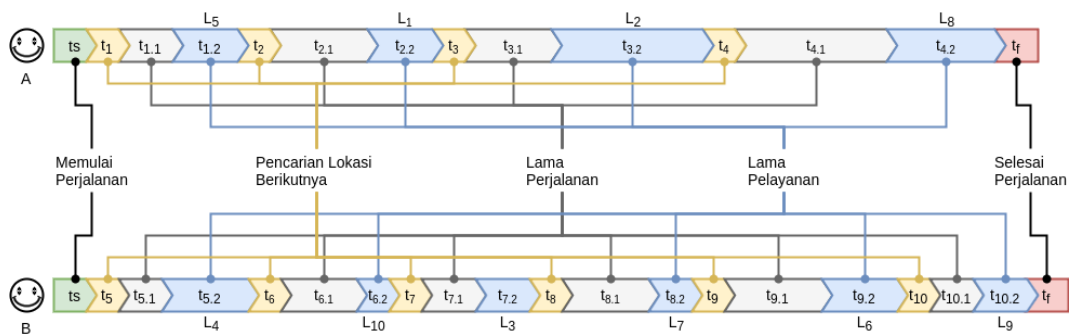 L5 L1 L2 L8
ts t1 t1.1 t1.2 t2 t2.1 t2.2 t3 t3.1 t3.2 t4 t4.1 t4.2 tf
A
Memulai
Perjalanan
Pencarian Lokasi
Berikutnya
Lama
Perjalanan
Lama
Pelayanan
Selesai
Perjalanan
ts t5 t5.1 t5.2 t6 t6.1 t6.2 t7 t7.1 t7.2 t8 t8.1 t8.2 t9 t9.1 t9.2 t10 t10.1 t10.2 tf
B
L4 L10 L3 L7 L6 L9